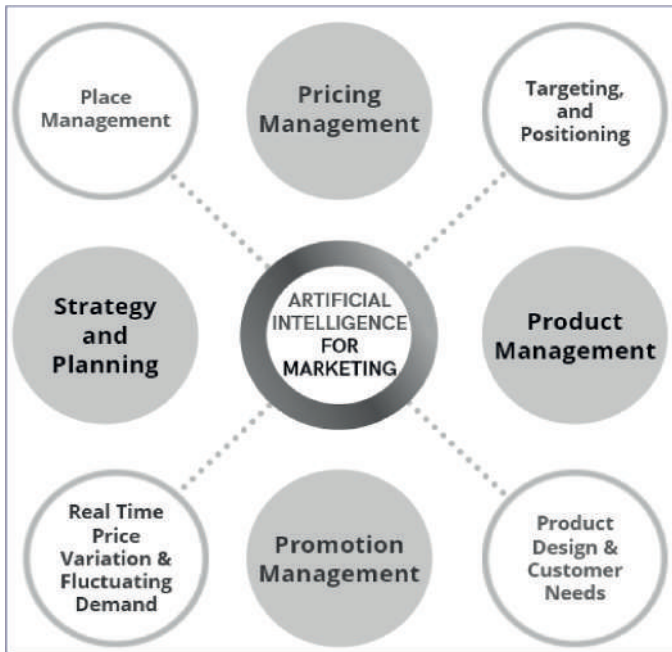 Place
Management
Pricing
Management
Targeting,
and
Positioning
Strategy
and
Planning
ARTIFICIAL
INTELLIGENCE
FOR
MARKETING
Product
Management
Real Time
Price
Variation &
Fluctuating
Demand
Promotion
Management
Product
Design &
Customer
Needs